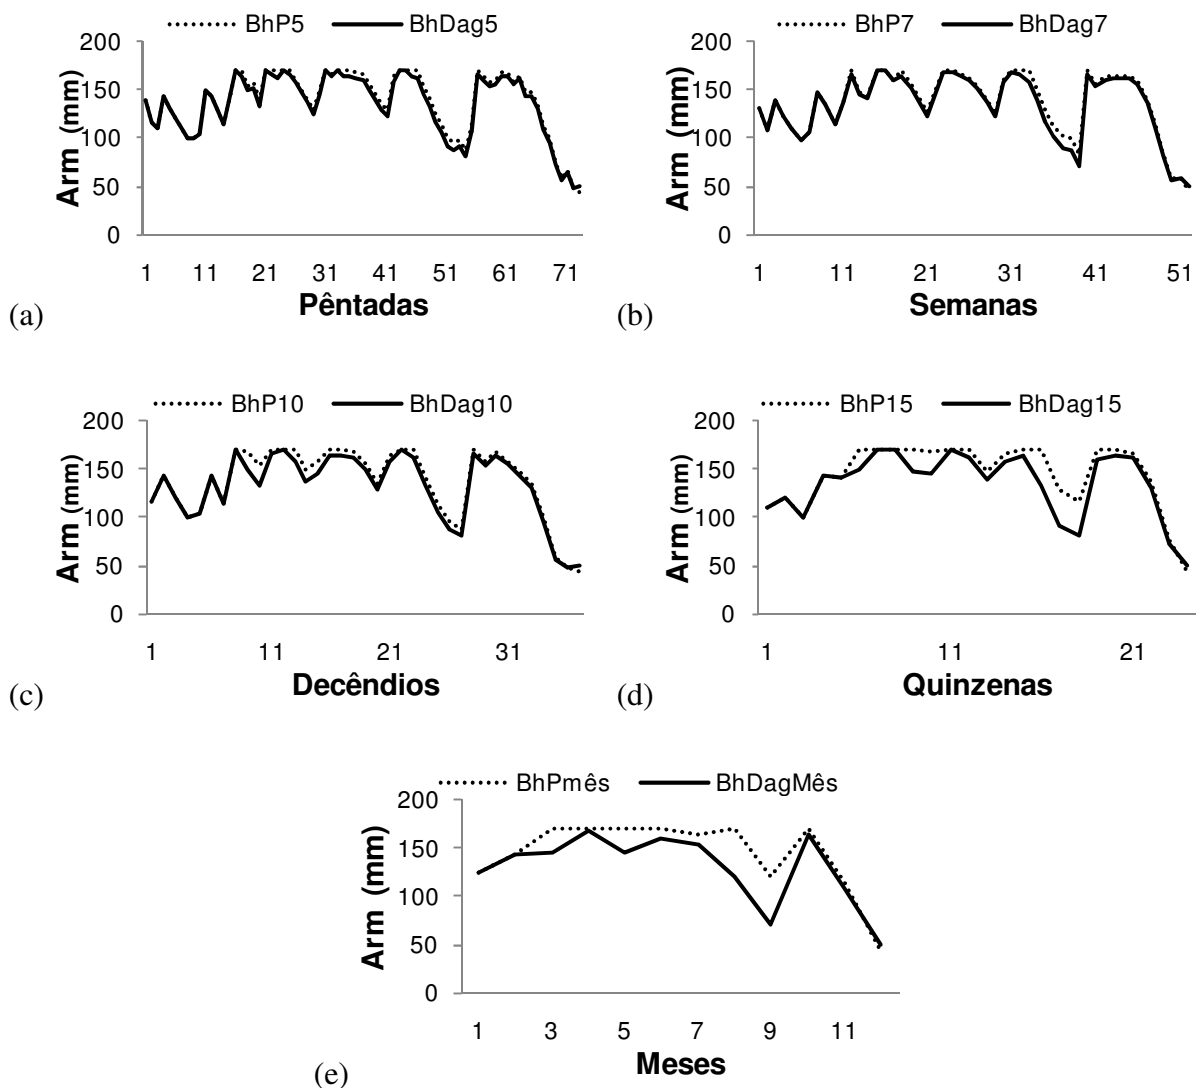 BhP5 BhDag5
200
150
100
50
0
Arm (mm)
1 11 21 31 41 51 61 71
Pêntadas
(a)
BhP7 BhDag7
200
150
100
50
0
Arm (mm)
1 11 21 31 41 51
Semanas
(b)
BhP10 BhDag10
200
150
100
50
0
Arm (mm)
1 11 21 31
Decêndios
(c)
BhP15 BhDag15
200
150
100
50
0
Arm (mm)
1 11 21
Quinzenas
(d)
BhPmês BhDagMês
200
150
100
50
0
Arm (mm)
1 3 5 7 9 11
Meses
(e)